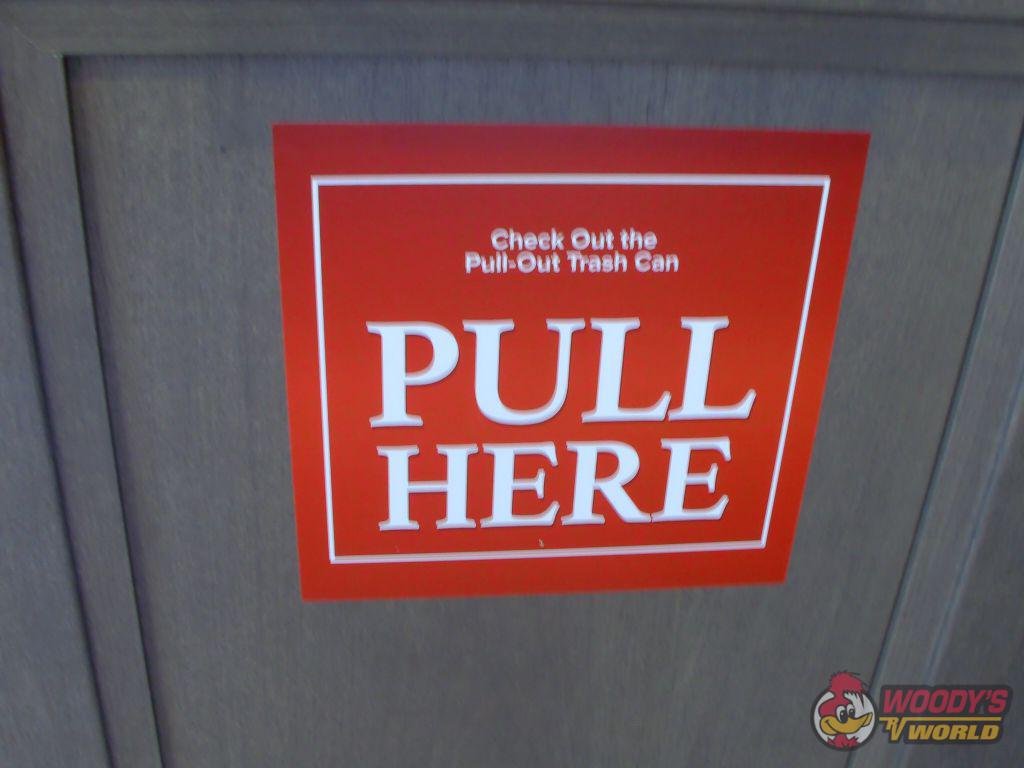 Check Out the
Pull-Out Trash Can
PULL
HERE
WOODY'S
RV WORLD